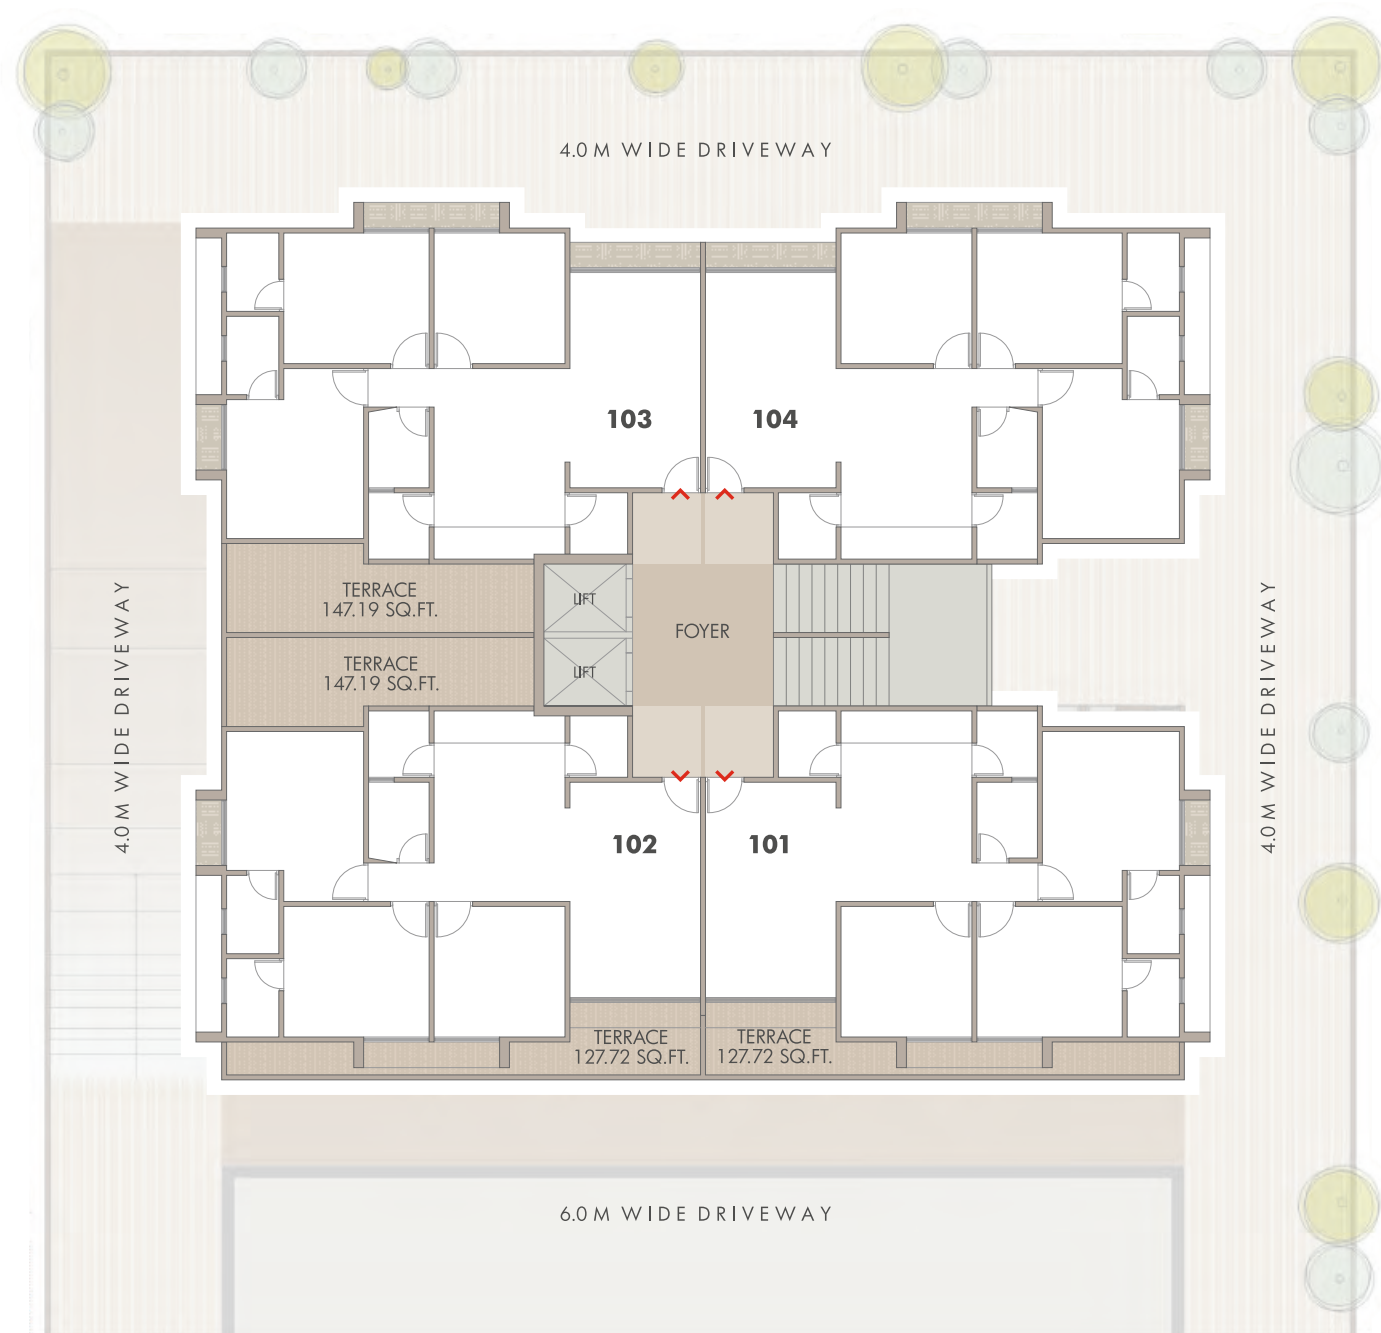 4.0 M WIDE DRIVEWAY
103
104
TERRACE
147.19 SQ.FT.
LIFT
FOYER
TERRACE
147.19 SQ.FT.
LIFT
4.0 M WIDE DRIVEWAY
4.0 M WIDE DRIVEWAY
102
101
TERRACE
127.72 SQ.FT.
TERRACE
127.72 SQ.FT.
6.0 M WIDE DRIVEWAY